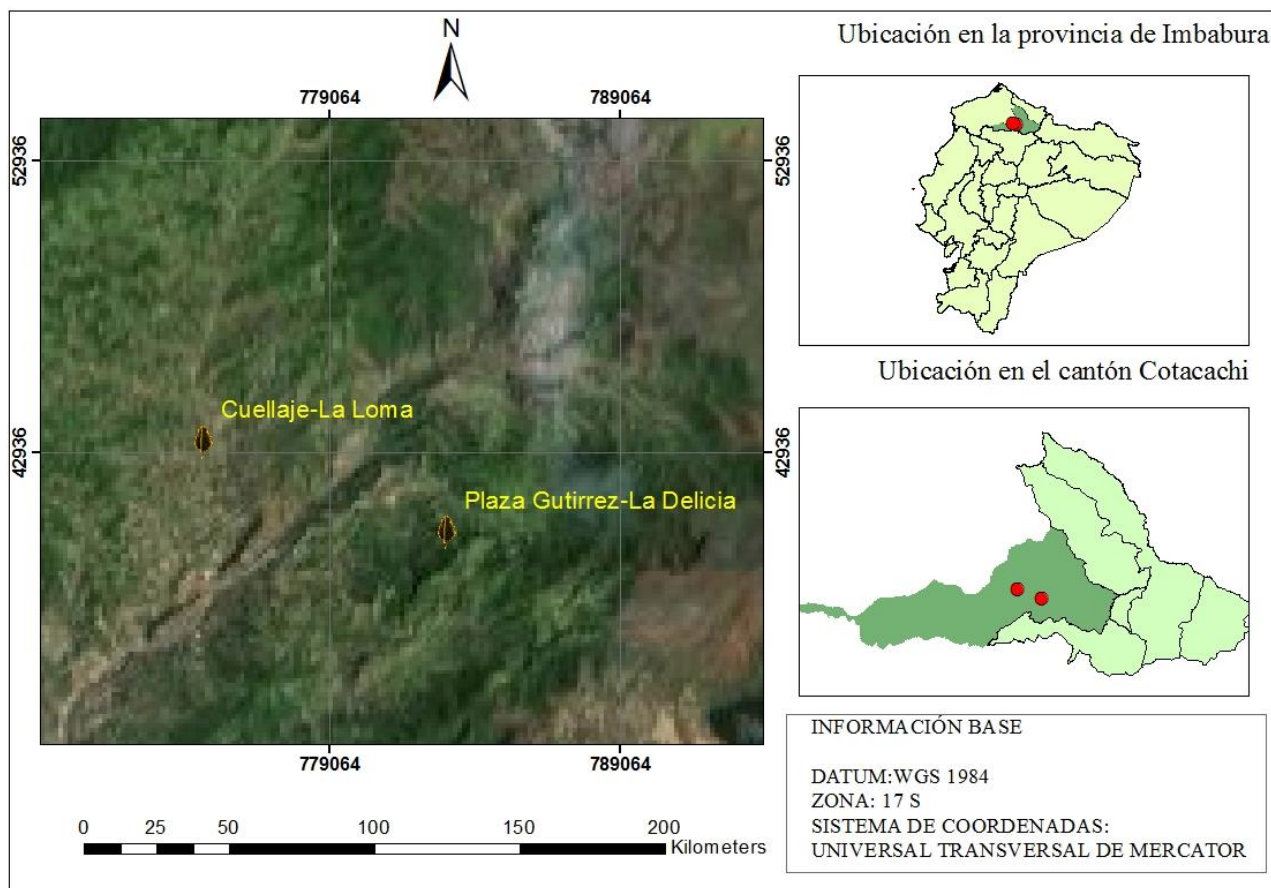 Ubicación en la provincia de Imbabura
N
779064 789064
52936 52936
Cuellaje-La Loma
Ubicación en el cantón Cotacachi
42936 42936
Plaza Gutirrez-La Delicia
779064 789064
INFORMACIÓN BASE
DATUM:WGS 1984
ZONA: 17 S
SISTEMA DE COORDENADAS:
UNIVERSAL TRANSVERSAL DE MERCATOR
0 25 50 100 150 200
Kilometers